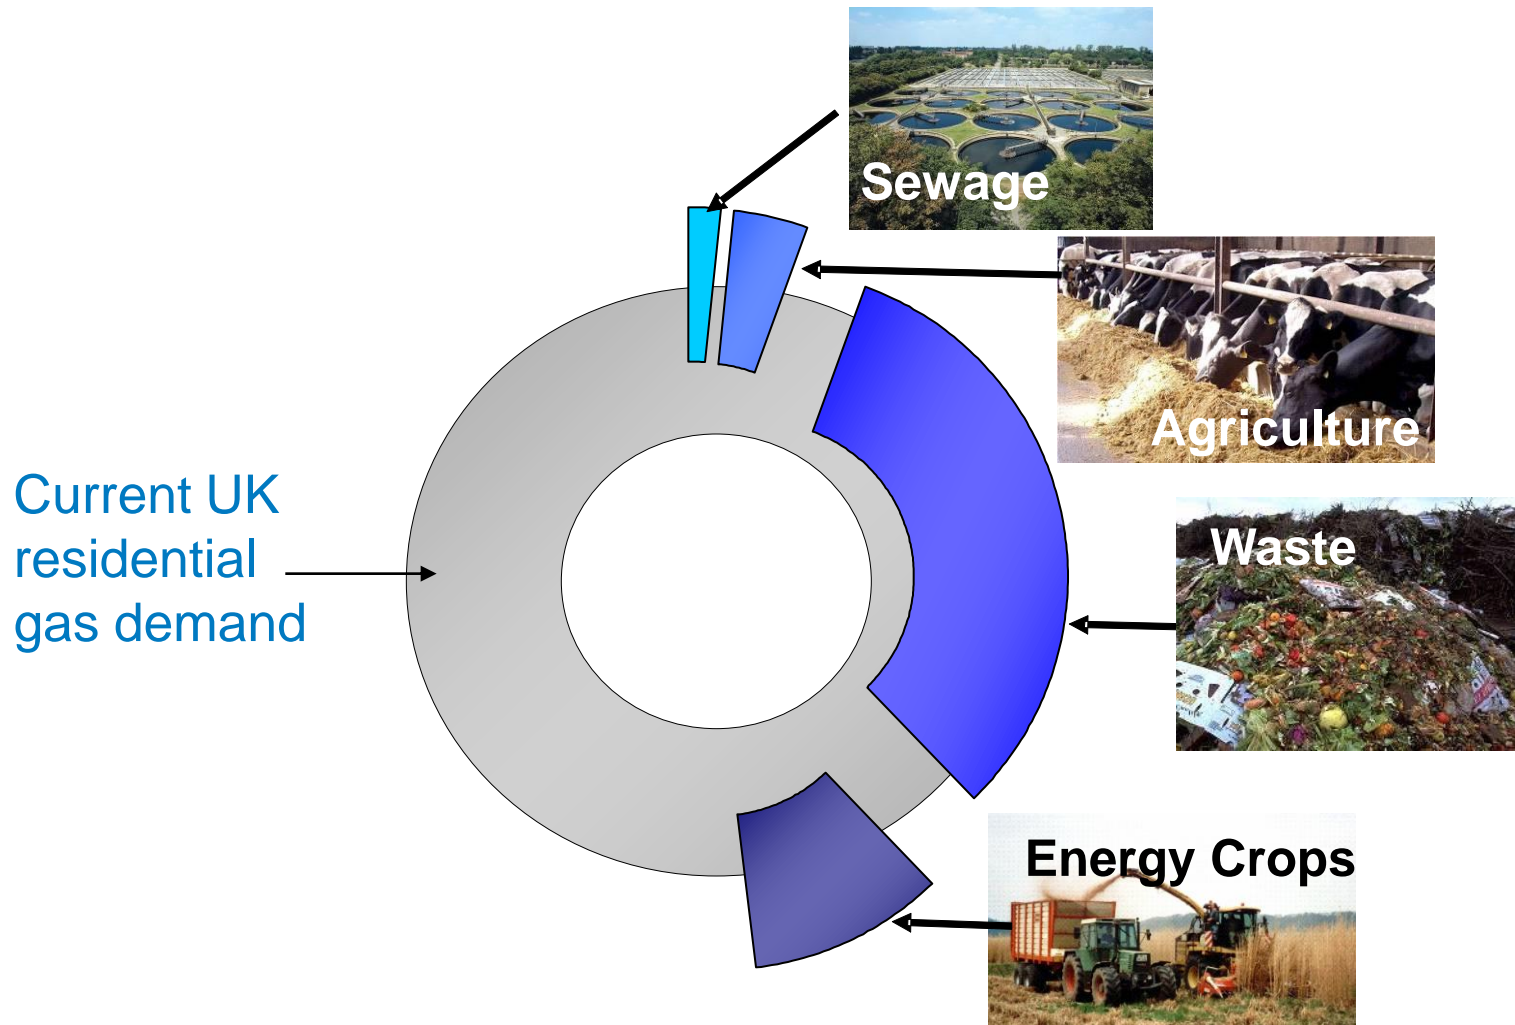 Sewage
Agriculture
Current UK
residential
gas demand
Waste
Energy Crops